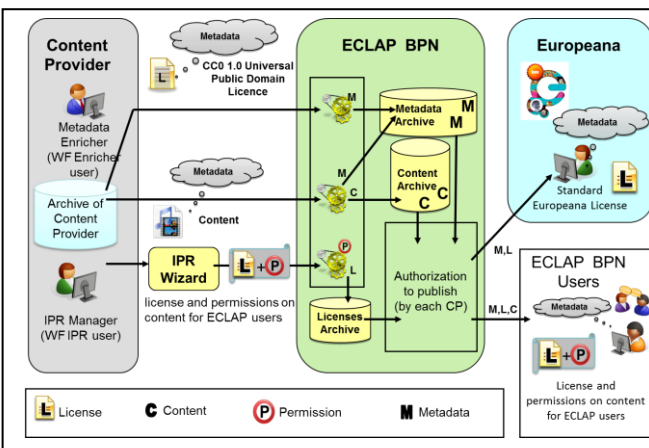 Content
Provider
Metadata
Enricher
(WF Enricher
user)
Archive of
Content
Provider
IPR Manager
(WF IPR user)
Metadata
L
CC0 1.0 Universal
Public Domain
Licence
Metadata
Content
IPR
Wizard
L + P
license and permissions on
content for ECLAP users
ECLAP BPN
M
Metadata
Archive
M
M
M
C
Content
Archive
C
C
P
L
Licenses
Archive
Authorization
to publish
(by each CP)
M,L
M,L,C
Europeana
Metadata
L
Standard
Europeana License
ECLAP BPN
Users
Metadata
L + P
License and
permissions on content
for ECLAP users
L License
C Content
P Permission
M Metadata